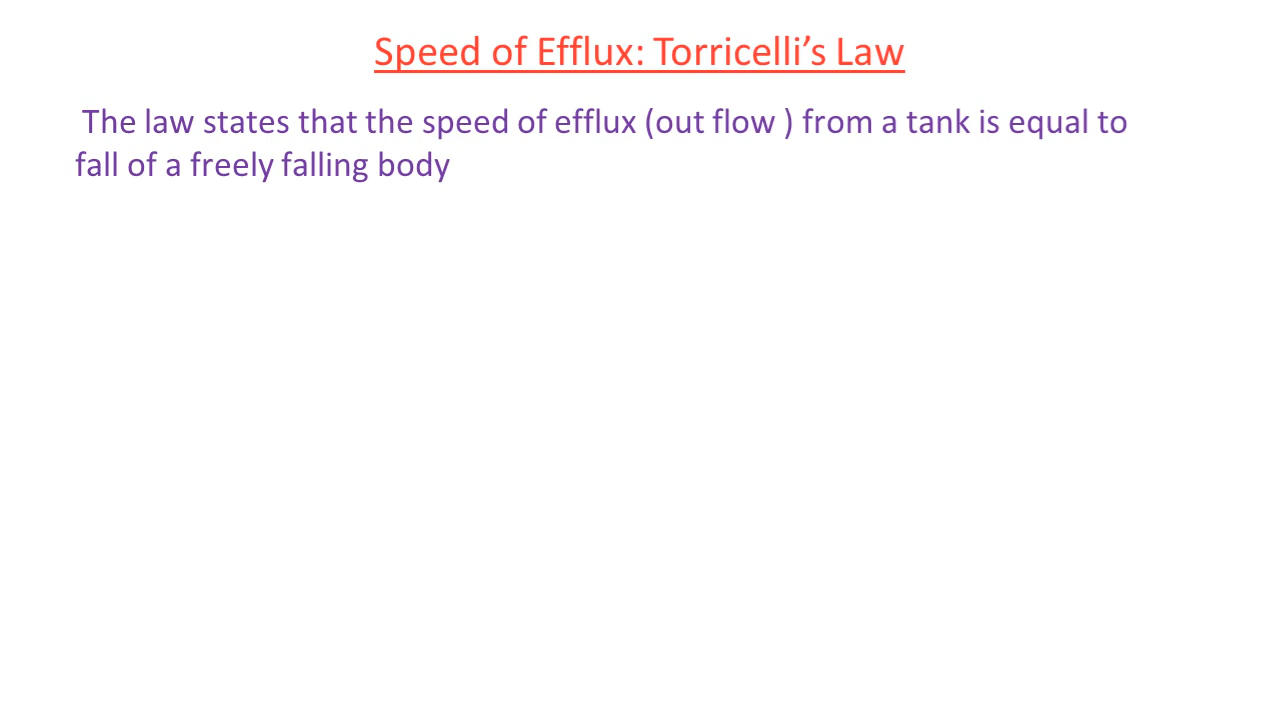 Speed of Efflux: Torricelli’s Law
The law states that the speed of efflux (out flow ) from a tank is equal to
fall of a freely falling body